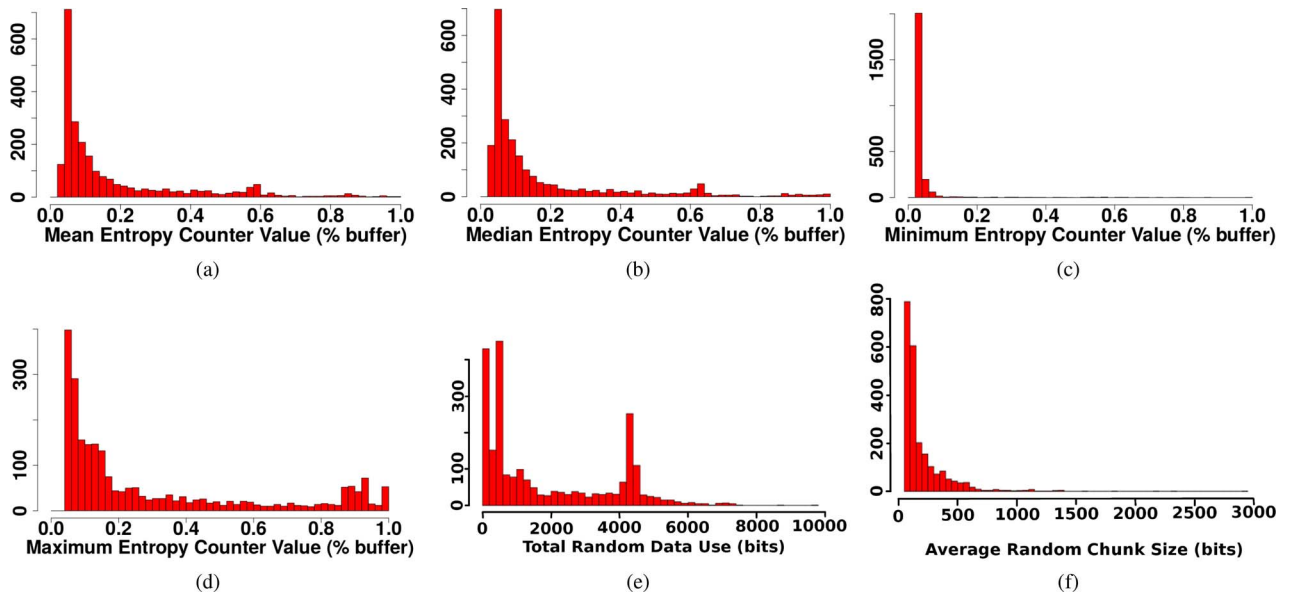 600
400
200
0
0.0 0.2 0.4 0.6 0.8 1.0
Mean Entropy Counter Value (% buffer)
(a)
600
400
200
0
0.0 0.2 0.4 0.6 0.8 1.0
Median Entropy Counter Value (% buffer)
(b)
1500
500
0
0.0 0.2 0.4 0.6 0.8 1.0
Minimum Entropy Counter Value (% buffer)
(c)
300
100
0
0.0 0.2 0.4 0.6 0.8 1.0
Maximum Entropy Counter Value (% buffer)
(d)
300
100
0
0 2000 4000 6000 8000 10000
Total Random Data Use (bits)
(e)
800
600
400
200
0
0 500 1000 1500 2000 2500 3000
Average Random Chunk Size (bits)
(f)